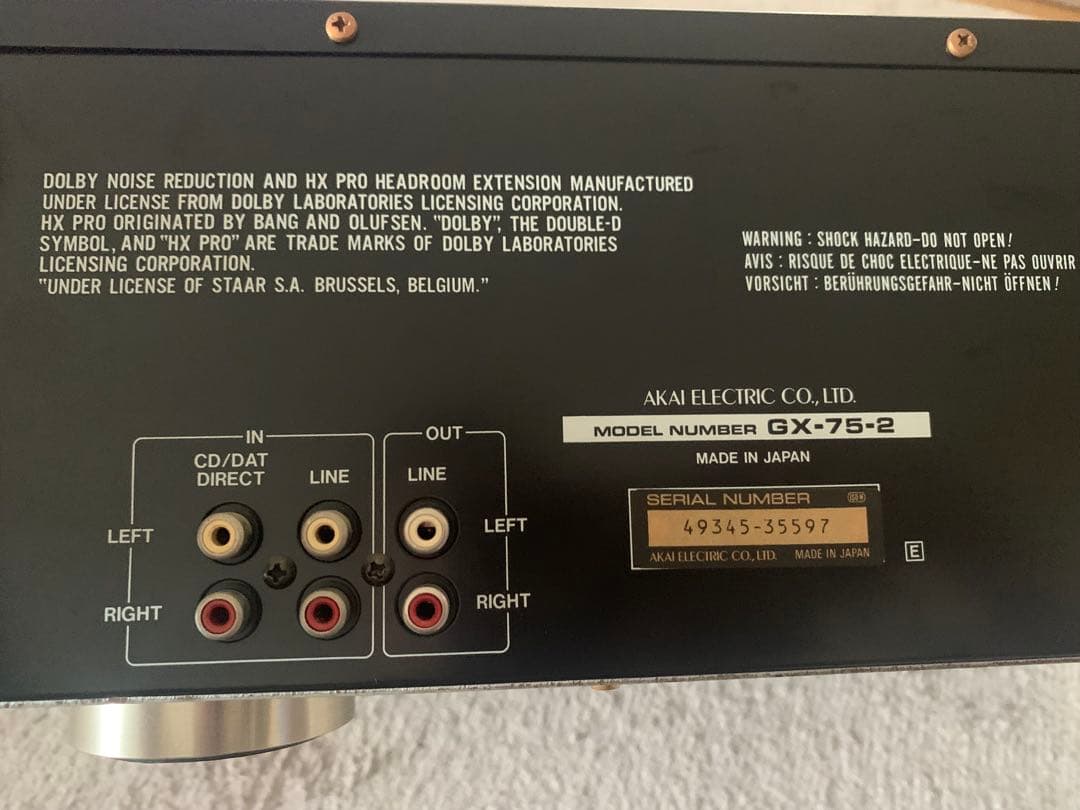 DOLBY NOISE REDUCTION AND HX PRO HEADROOM EXTENSION MANUFACTURED
UNDER LICENSE FROM DOLBY LABORATORIES LICENSING CORPORATION.
HX PRO ORIGINATED BY BANG AND OLUFSEN. "DOLBY", THE DOUBLE-D
SYMBOL, AND "HX PRO" ARE TRADE MARKS OF DOLBY LABORATORIES
LICENSING CORPORATION.
"UNDER LICENSE OF STAAR S.A. BRUSSELS, BELGIUM."
WARNING : SHOCK HAZARD-DO NOT OPEN!
AVIS : RISQUE DE CHOC ELECTRIQUE-NE PAS OUVRIR
VORSICHT : BERÜHRUNGSGEFAHR-NICHT ÖFFNEN!
AKAI ELECTRIC CO., LTD.
MODEL NUMBER GX-75-2
MADE IN JAPAN
SERIAL NUMBER
49345-35597
AKAI ELECTRIC CO., LTD. MADE IN JAPAN
E
IN
OUT
CD/DAT
DIRECT
LINE
LINE
LEFT
LEFT
RIGHT
RIGHT